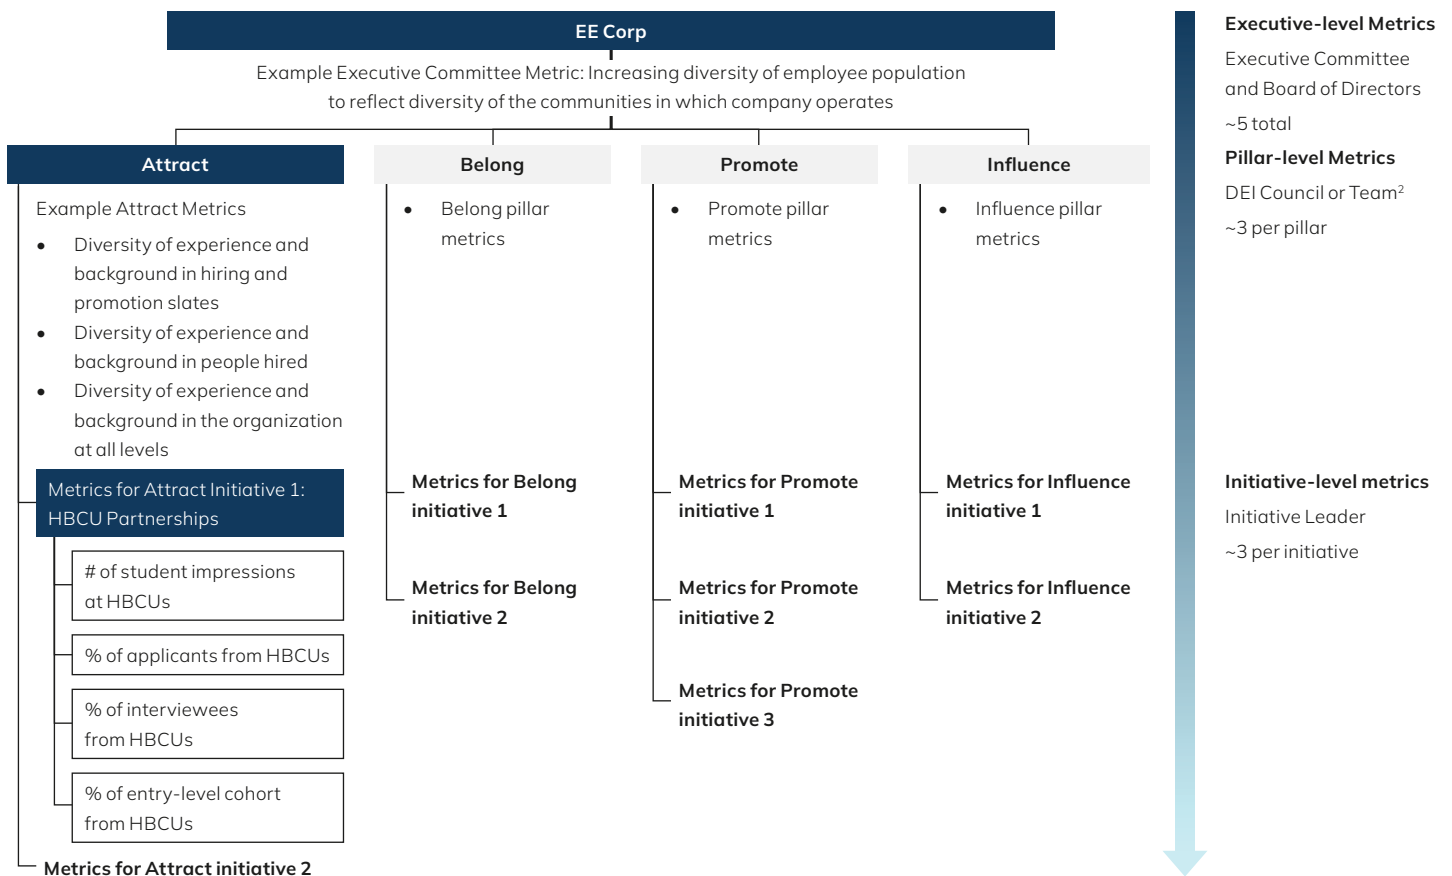 EE Corp
Example Executive Committee Metric: Increasing diversity of employee population
to reflect diversity of the communities in which company operates
Attract
Example Attract Metrics
• Diversity of experience and
background in hiring and
promotion slates
• Diversity of experience and
background in people hired
• Diversity of experience and
background in the organization
at all levels
Metrics for Attract Initiative 1:
HBCU Partnerships
# of student impressions
at HBCUs
% of applicants from HBCUs
% of interviewees
from HBCUs
% of entry-level cohort
from HBCUs
Metrics for Attract initiative 2
Belong
• Belong pillar
metrics
Metrics for Belong
initiative 1
Metrics for Belong
initiative 2
Promote
• Promote pillar
metrics
Metrics for Promote
initiative 1
Metrics for Promote
initiative 2
Metrics for Promote
initiative 3
Influence
• Influence pillar
metrics
Metrics for Influence
initiative 1
Metrics for Influence
initiative 2
Executive-level Metrics
Executive Committee
and Board of Directors
~5 total
Pillar-level Metrics
DEI Council or Team²
~3 per pillar
Initiative-level metrics
Initiative Leader
~3 per initiative